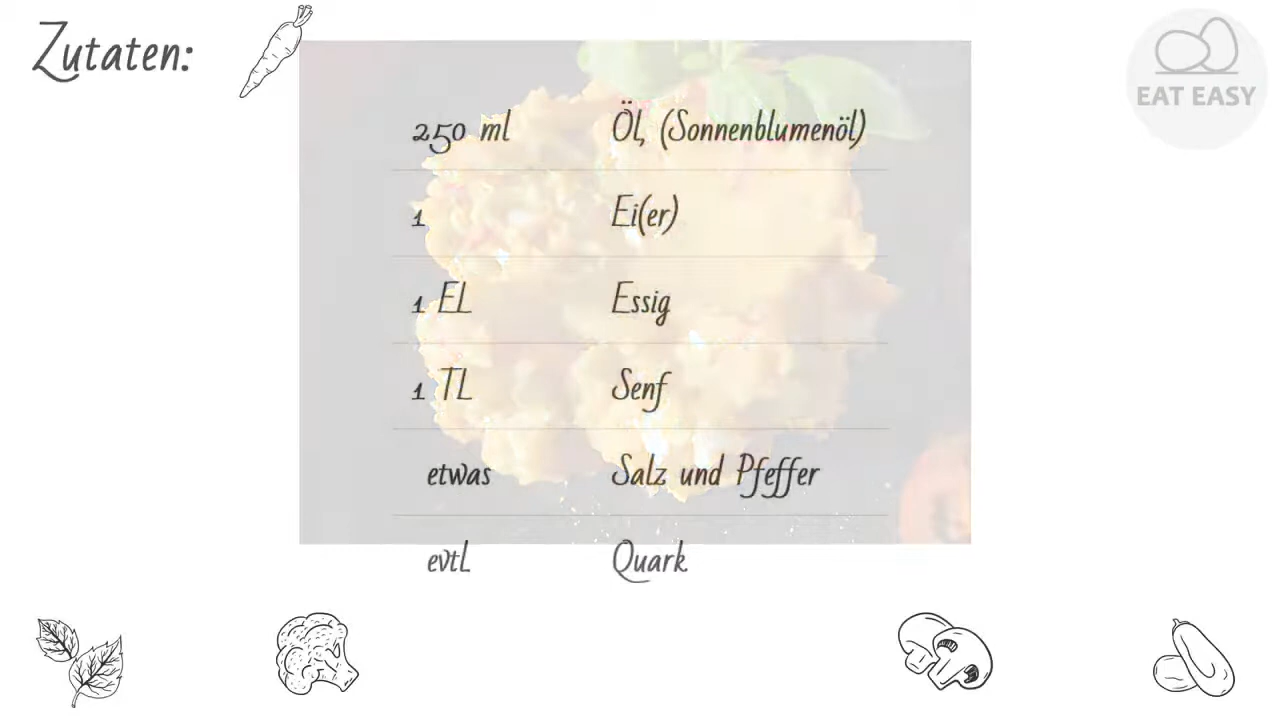 Zutaten:
EAT EASY
250 ml Öl, (Sonnenblumenöl)
1 Ei(er)
1 EL Essig
1 TL Senf
etwas Salz und Pfeffer
evtl Quark